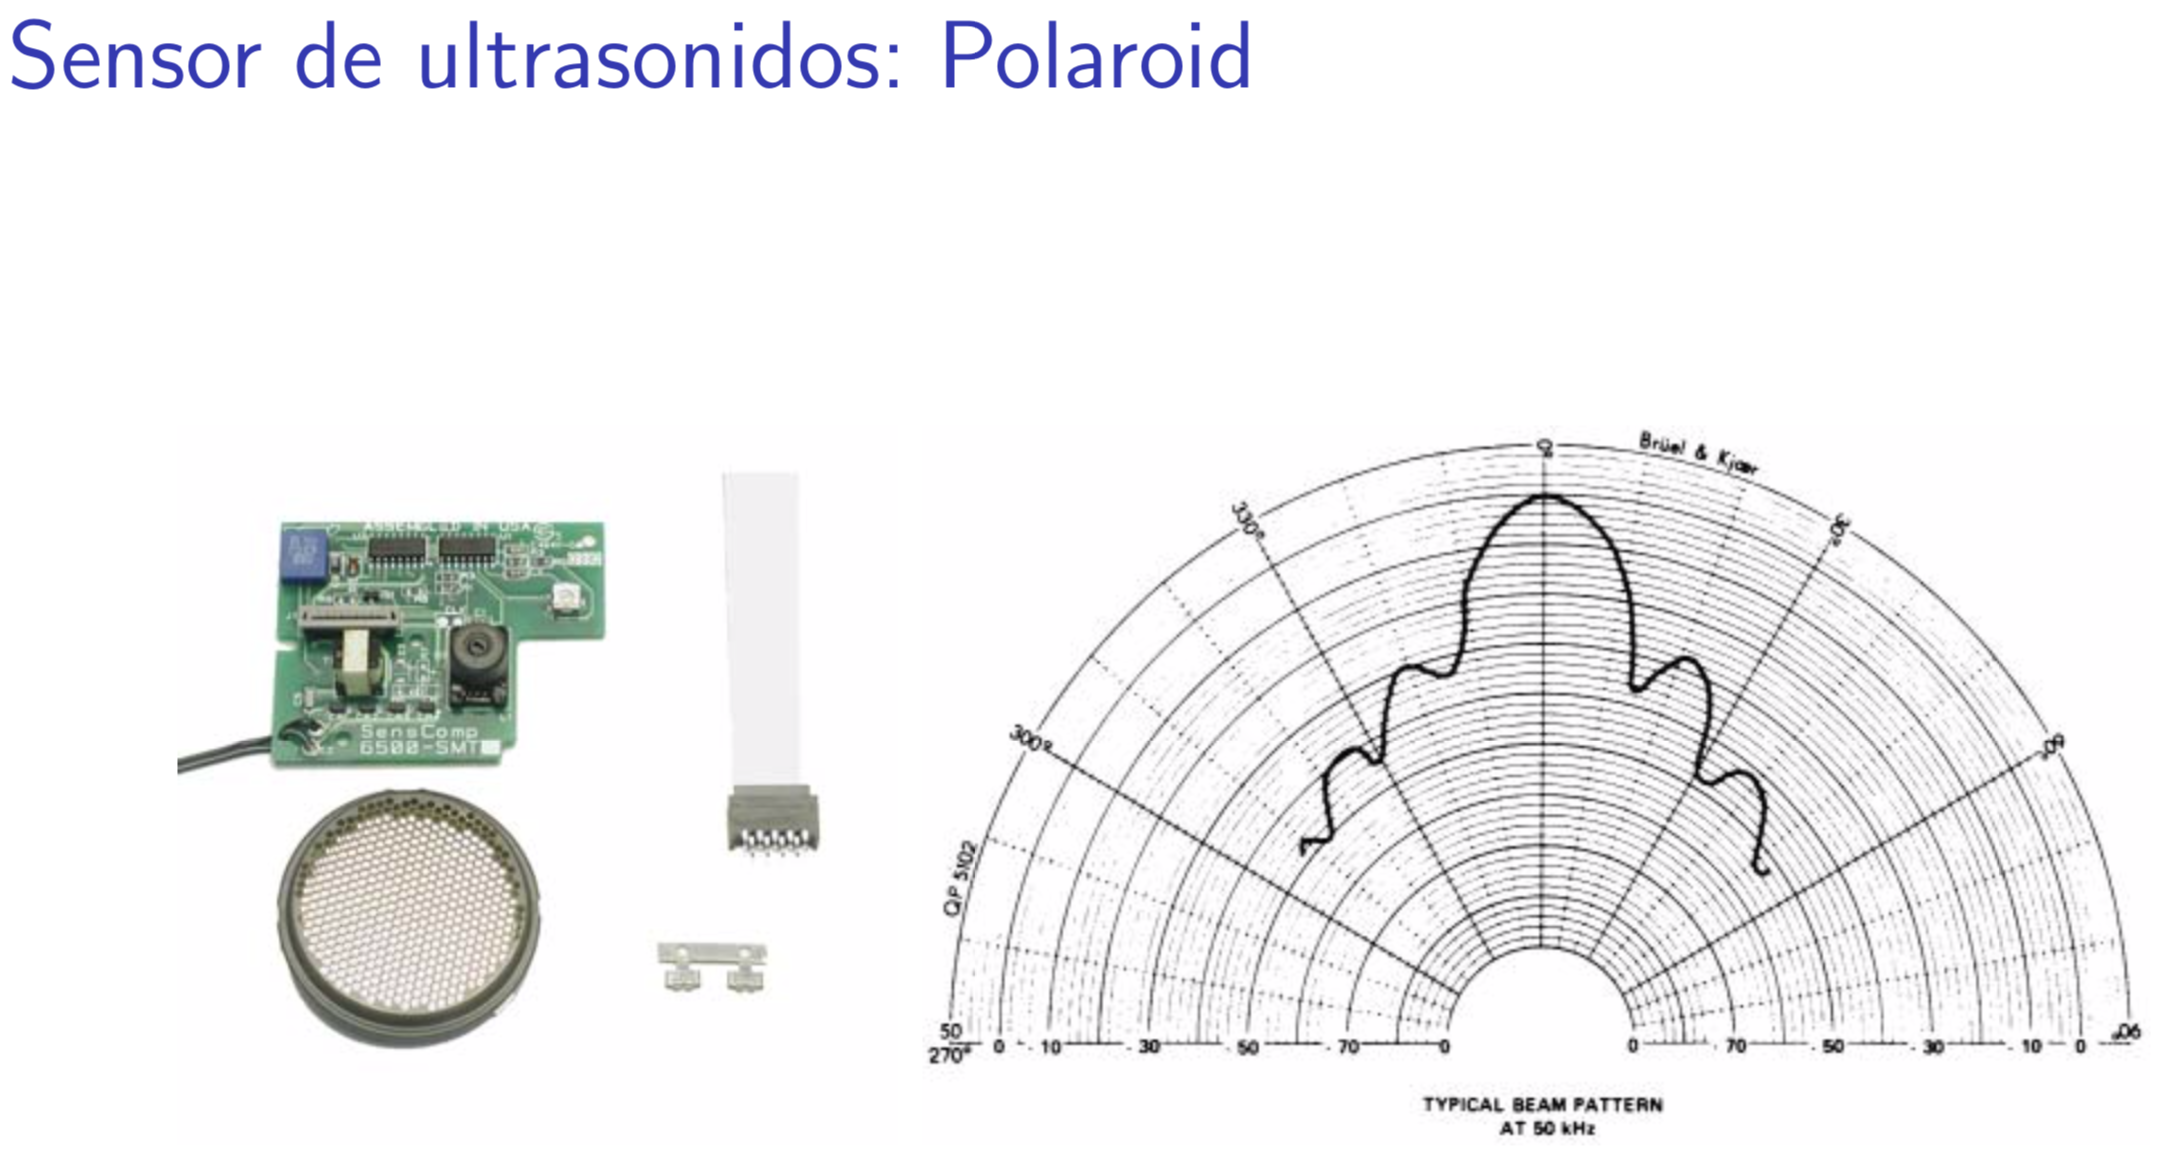 Sensor de ultrasonidos: Polaroid
ASSEMBLED IN USA
SensComp
6500-SMT
0°
Brüel & Kjær
330°
30°
300°
60°
QP 5102
50
270° 0 - 10 - 30 - 50 - 70 - 0
0 - 70 - 50 - 30 - 10 - 0 90°
TYPICAL BEAM PATTERN
AT 50 kHz